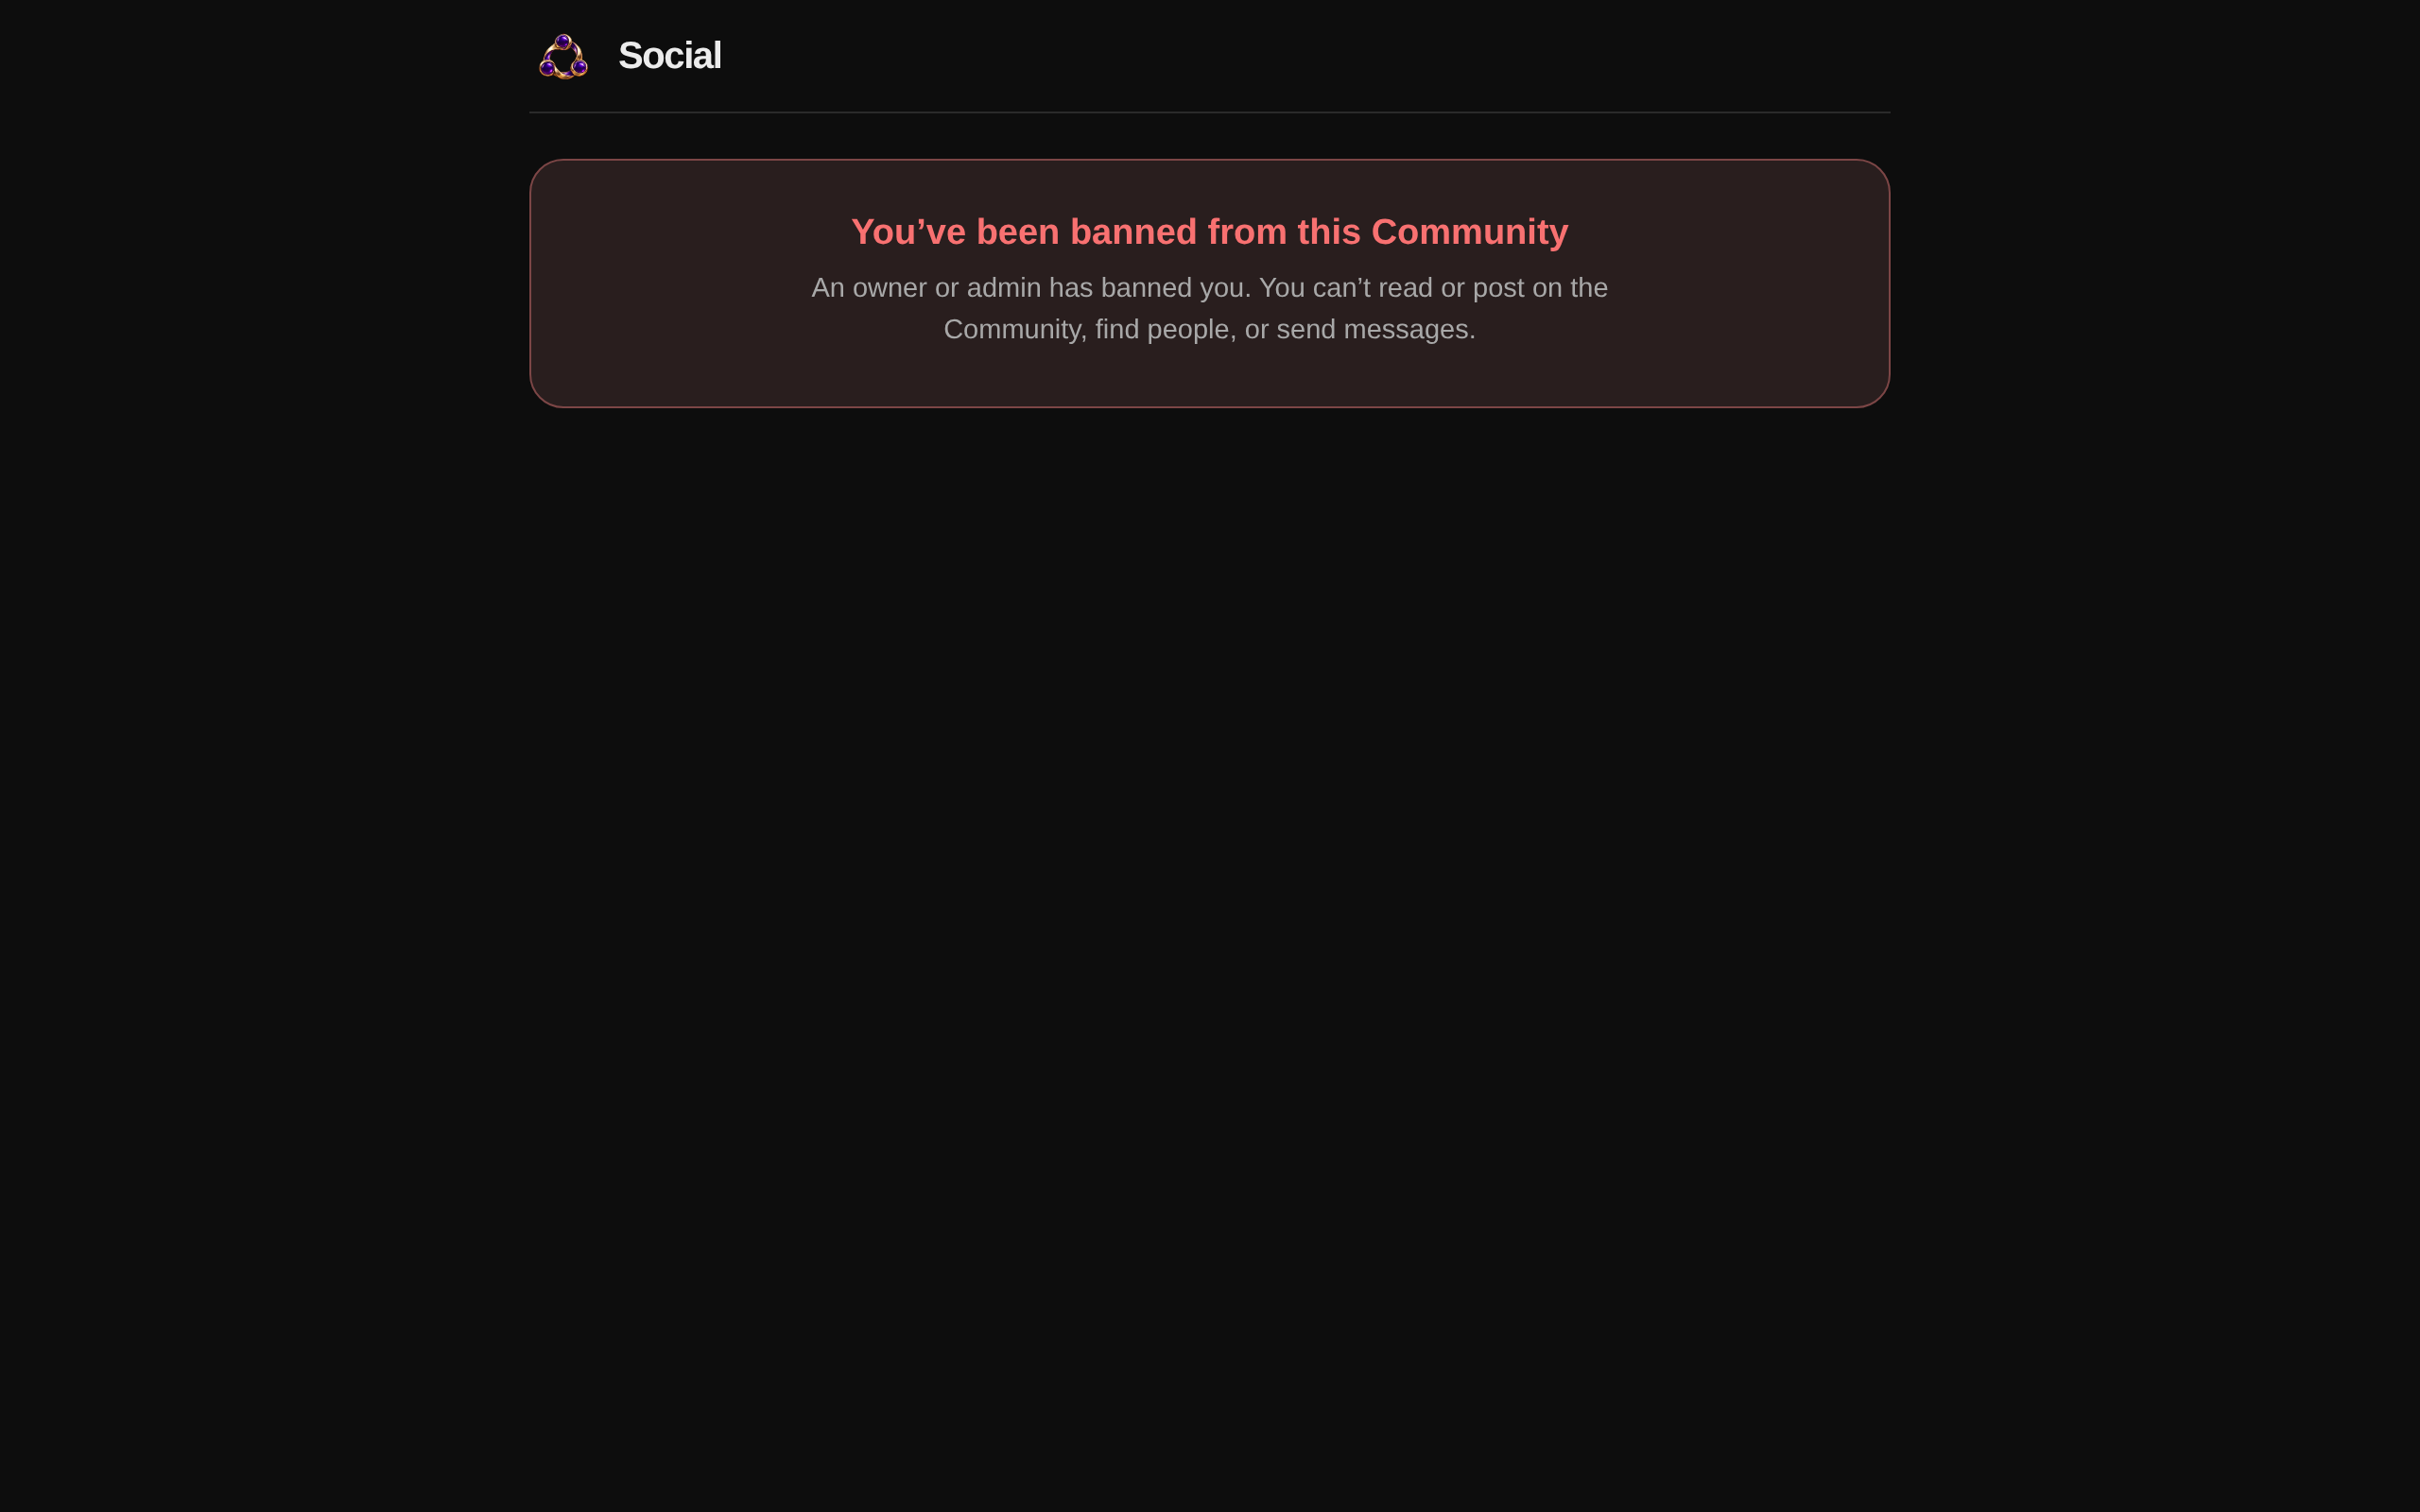 Social
You’ve been banned from this Community
An owner or admin has banned you. You can’t read or post on the
Community, find people, or send messages.